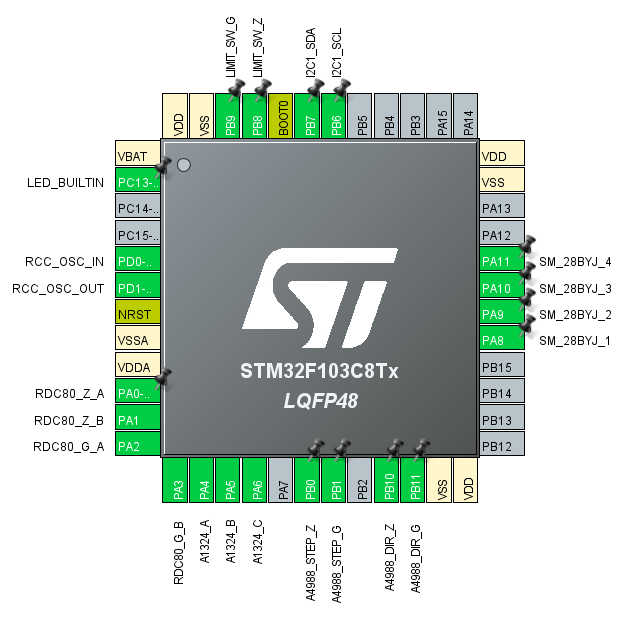 LIMIT_SW_G
LIMIT_SW_Z
I2C1_SDA
I2C1_SCL
VDD
VSS
PB9
PB8
BOOT0
PB7
PB6
PB5
PB4
PB3
PA15
PA14
VBAT
LED_BUILTIN PC13-..
PC14-..
PC15-..
RCC_OSC_IN PD0-..
RCC_OSC_OUT PD1-..
NRST
VSSA
VDDA
RDC80_Z_A PA0-..
RDC80_Z_B PA1
RDC80_G_A PA2
STM32F103C8Tx
LQFP48
VDD
VSS
PA13
PA12
PA11 SM_28BYJ_4
PA10 SM_28BYJ_3
PA9 SM_28BYJ_2
PA8 SM_28BYJ_1
PB15
PB14
PB13
PB12
PA3
PA4
PA5
PA6
PA7
PB0
PB1
PB2
PB10
PB11
VSS
VDD
RDC80_G_B
A1324_A
A1324_B
A1324_C
A4988_STEP_Z
A4988_STEP_G
A4988_DIR_Z
A4988_DIR_G